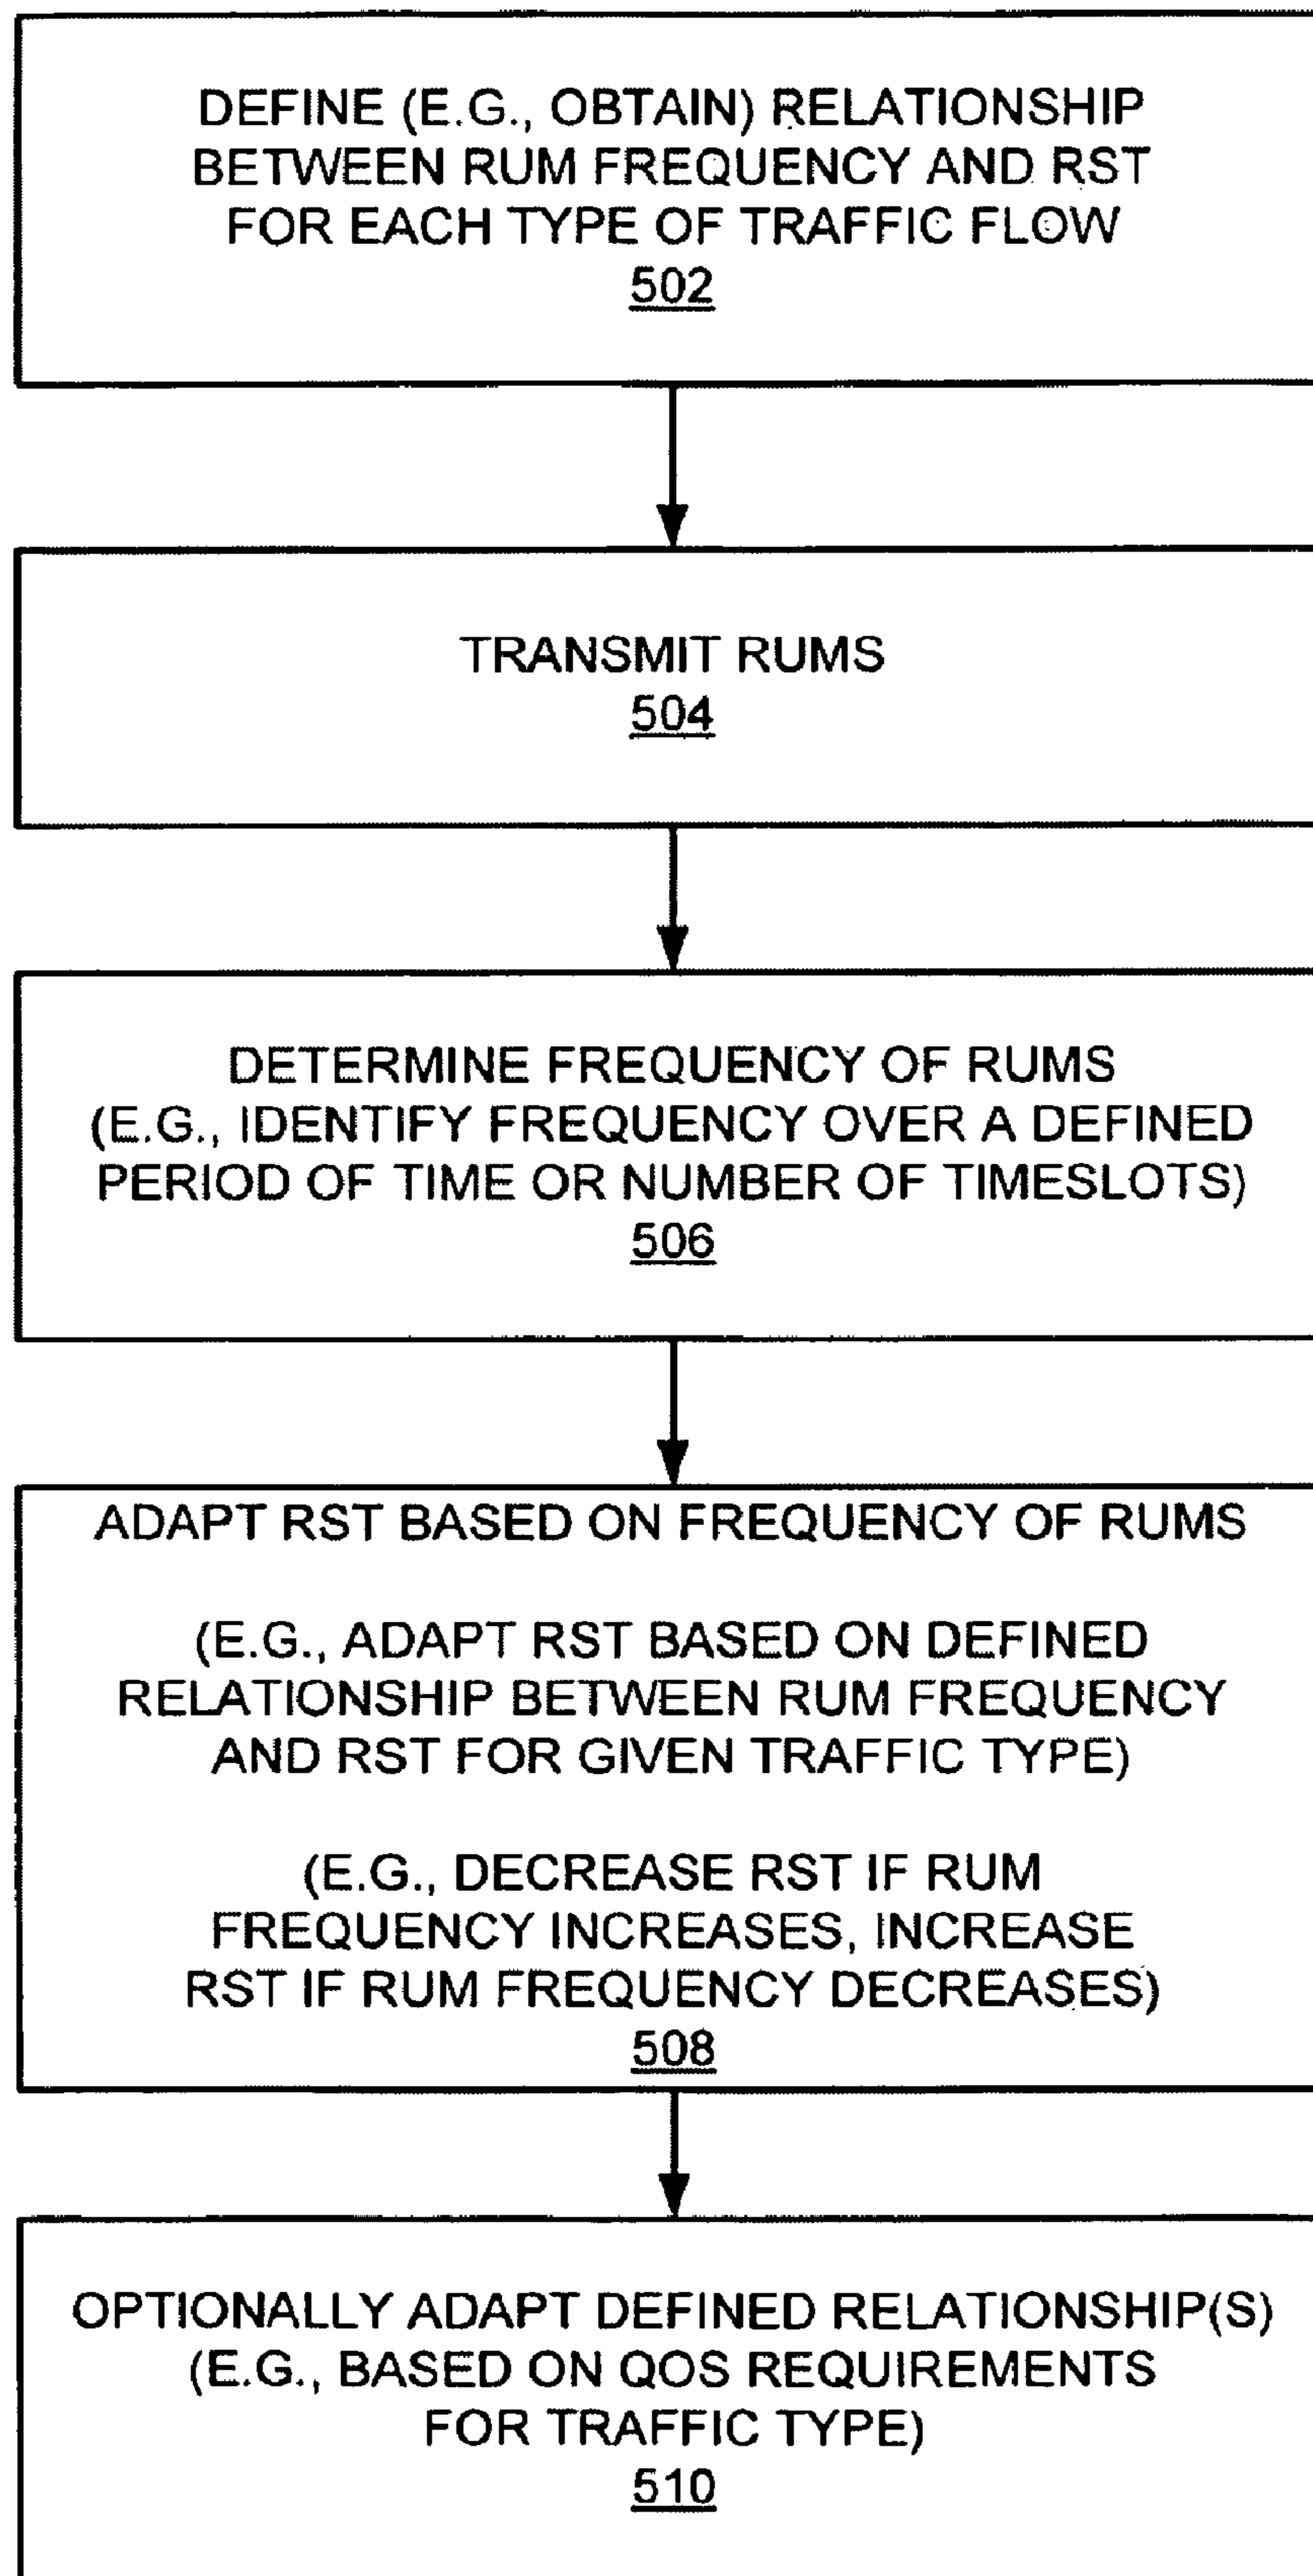 DEFINE (E.G., OBTAIN) RELATIONSHIP
BETWEEN RUM FREQUENCY AND RST
FOR EACH TYPE OF TRAFFIC FLOW
502
TRANSMIT RUMS
504
DETERMINE FREQUENCY OF RUMS
(E.G., IDENTIFY FREQUENCY OVER A DEFINED
PERIOD OF TIME OR NUMBER OF TIMESLOTS)
506
ADAPT RST BASED ON FREQUENCY OF RUMS
(E.G., ADAPT RST BASED ON DEFINED
RELATIONSHIP BETWEEN RUM FREQUENCY
AND RST FOR GIVEN TRAFFIC TYPE)
(E.G., DECREASE RST IF RUM
FREQUENCY INCREASES, INCREASE
RST IF RUM FREQUENCY DECREASES)
508
OPTIONALLY ADAPT DEFINED RELATIONSHIP(S)
(E.G., BASED ON QOS REQUIREMENTS
FOR TRAFFIC TYPE)
510